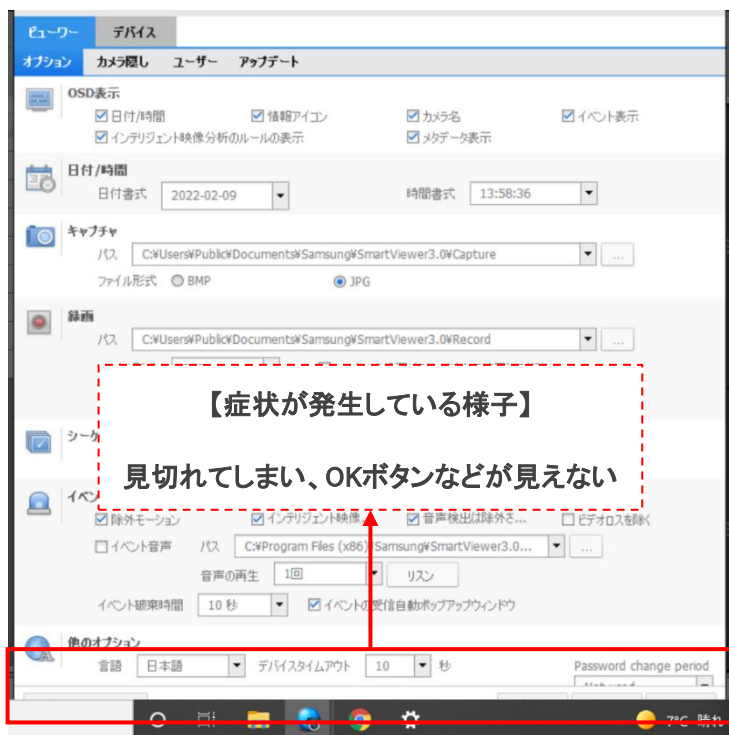 ビューワー デバイス
オプション カメラ隠し ユーザー アップデート
OSD表示
日付/時間 情報アイコン カメラ名 イベント表示
インテリジェント映像分析のルールの表示 メタデータ表示
日付/時間
日付書式 2022-02-09 時間書式 13:58:36
キャプチャ
パス C:¥Users¥Public¥Documents¥Samsung¥SmartViewer3.0¥Capture ...
ファイル形式 BMP JPG
録画
パス C:¥Users¥Public¥Documents¥Samsung¥SmartViewer3.0¥Record ...
【症状が発生している様子】
シーケ
見切れてしまい、OKボタンなどが見えない
イベン
除外モーション インテリジェント映像... 音声検出は除外さ... ビデオロスを除く
イベント音声 パス C:¥Program Files (x86)¥Samsung¥SmartViewer3.0... ...
音声の再生 1回 リスン
イベント破棄時間 10 秒 イベントの受信自動ポップアップウィンドウ
他のオプション
言語 日本語 デバイスタイムアウト 10 秒 Password change period
Not used
7°C 晴れ